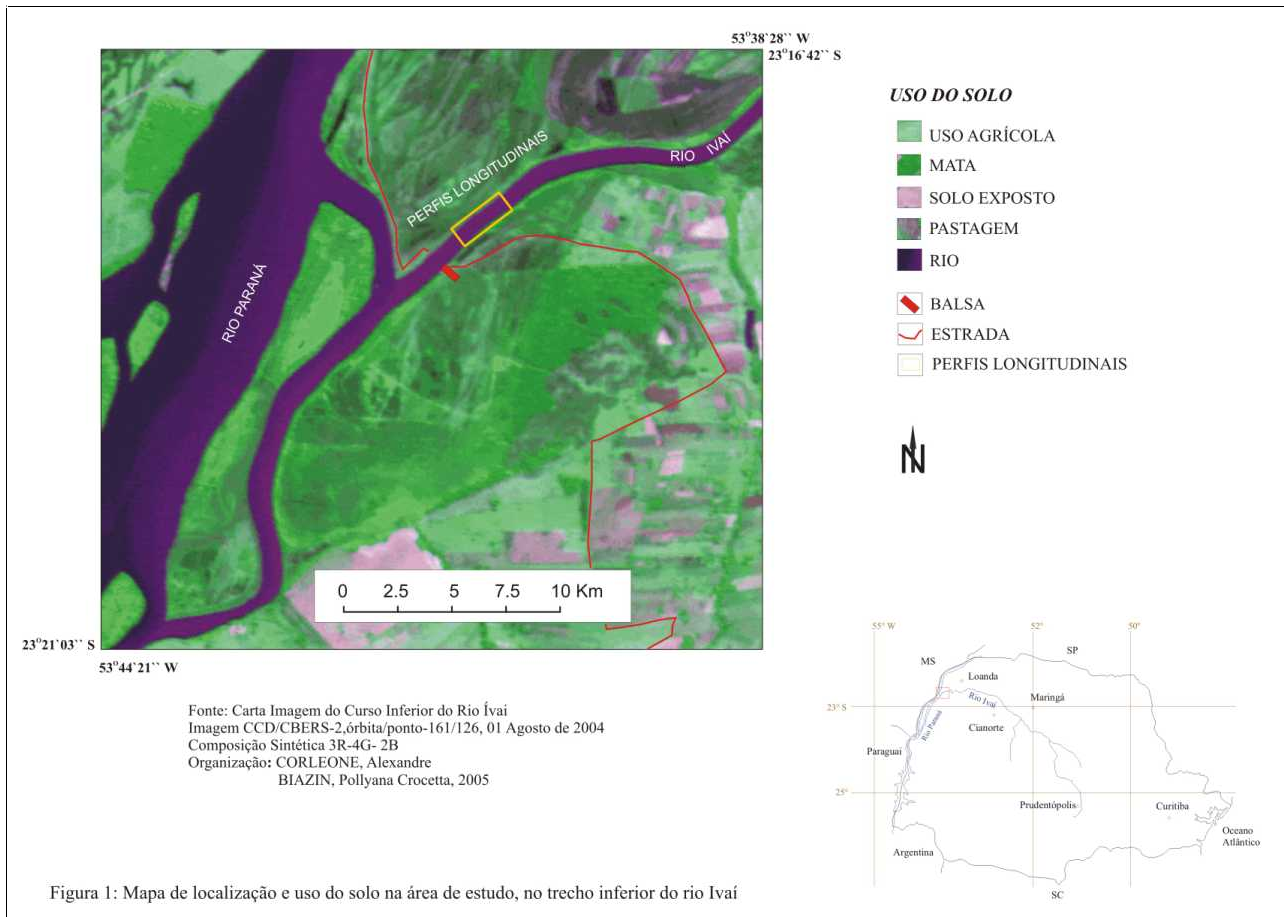 53°38`28`` W
23°16`42`` S
RIO PARANÁ
PERFIS LONGITUDINAIS
RIO IVAÍ
0 2.5 5 7.5 10 Km
23°21`03`` S
53°44`21`` W
USO DO SOLO
USO AGRÍCOLA
MATA
SOLO EXPOSTO
PASTAGEM
RIO
BALSA
ESTRADA
PERFIS LONGITUDINAIS
N
Fonte: Carta Imagem do Curso Inferior do Rio Ívai
Imagem CCD/CBERS-2,órbita/ponto-161/126, 01 Agosto de 2004
Composição Sintética 3R-4G- 2B
Organização: CORLEONE, Alexandre
BIAZIN, Pollyana Crocetta, 2005
55° W
52°
50°
MS
SP
Loanda
Rio Ivaí
Maringá
23° S
Cianorte
Rio Paraná
Paraguai
25°
Prudentópolis
Curitiba
Oceano
Atlântico
Argentina
SC
Figura 1: Mapa de localização e uso do solo na área de estudo, no trecho inferior do rio Ivaí